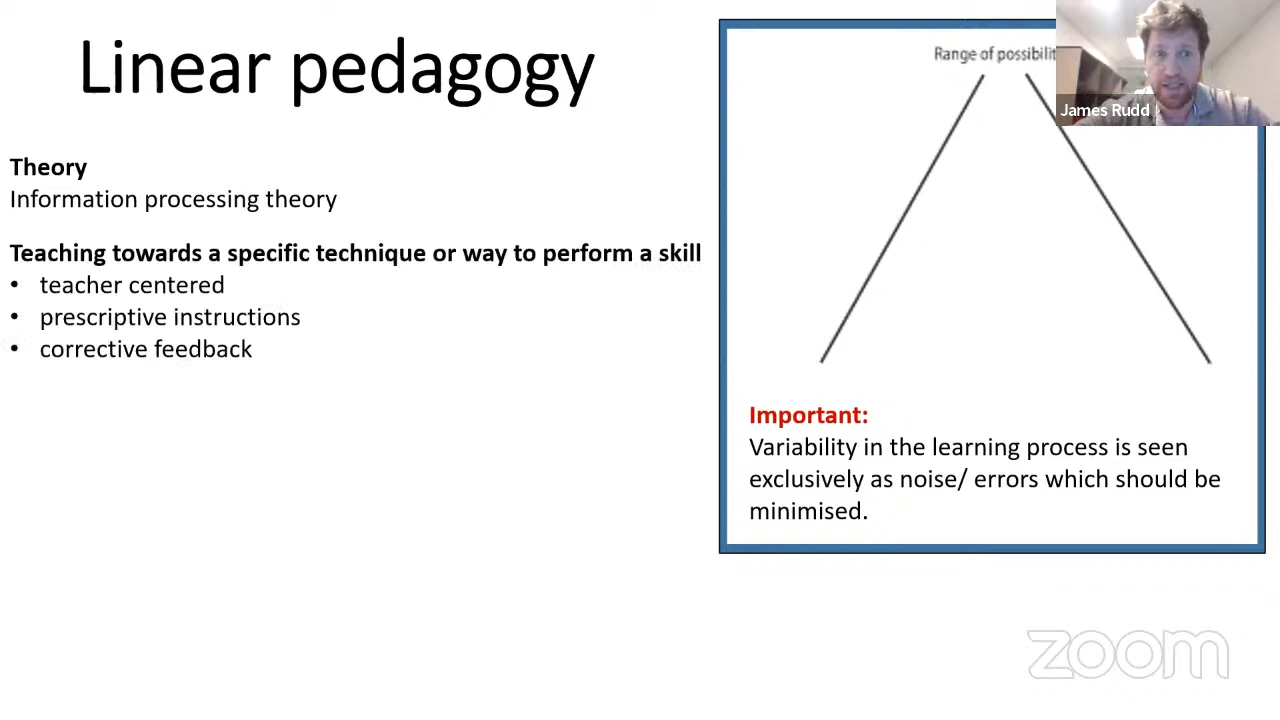 Linear pedagogy
Theory
Information processing theory
Teaching towards a specific technique or way to perform a skill
• teacher centered
• prescriptive instructions
• corrective feedback
Range of
James Rudd
Important:
Variability in the learning process is seen
exclusively as noise/ errors which should be
minimised.
zoom